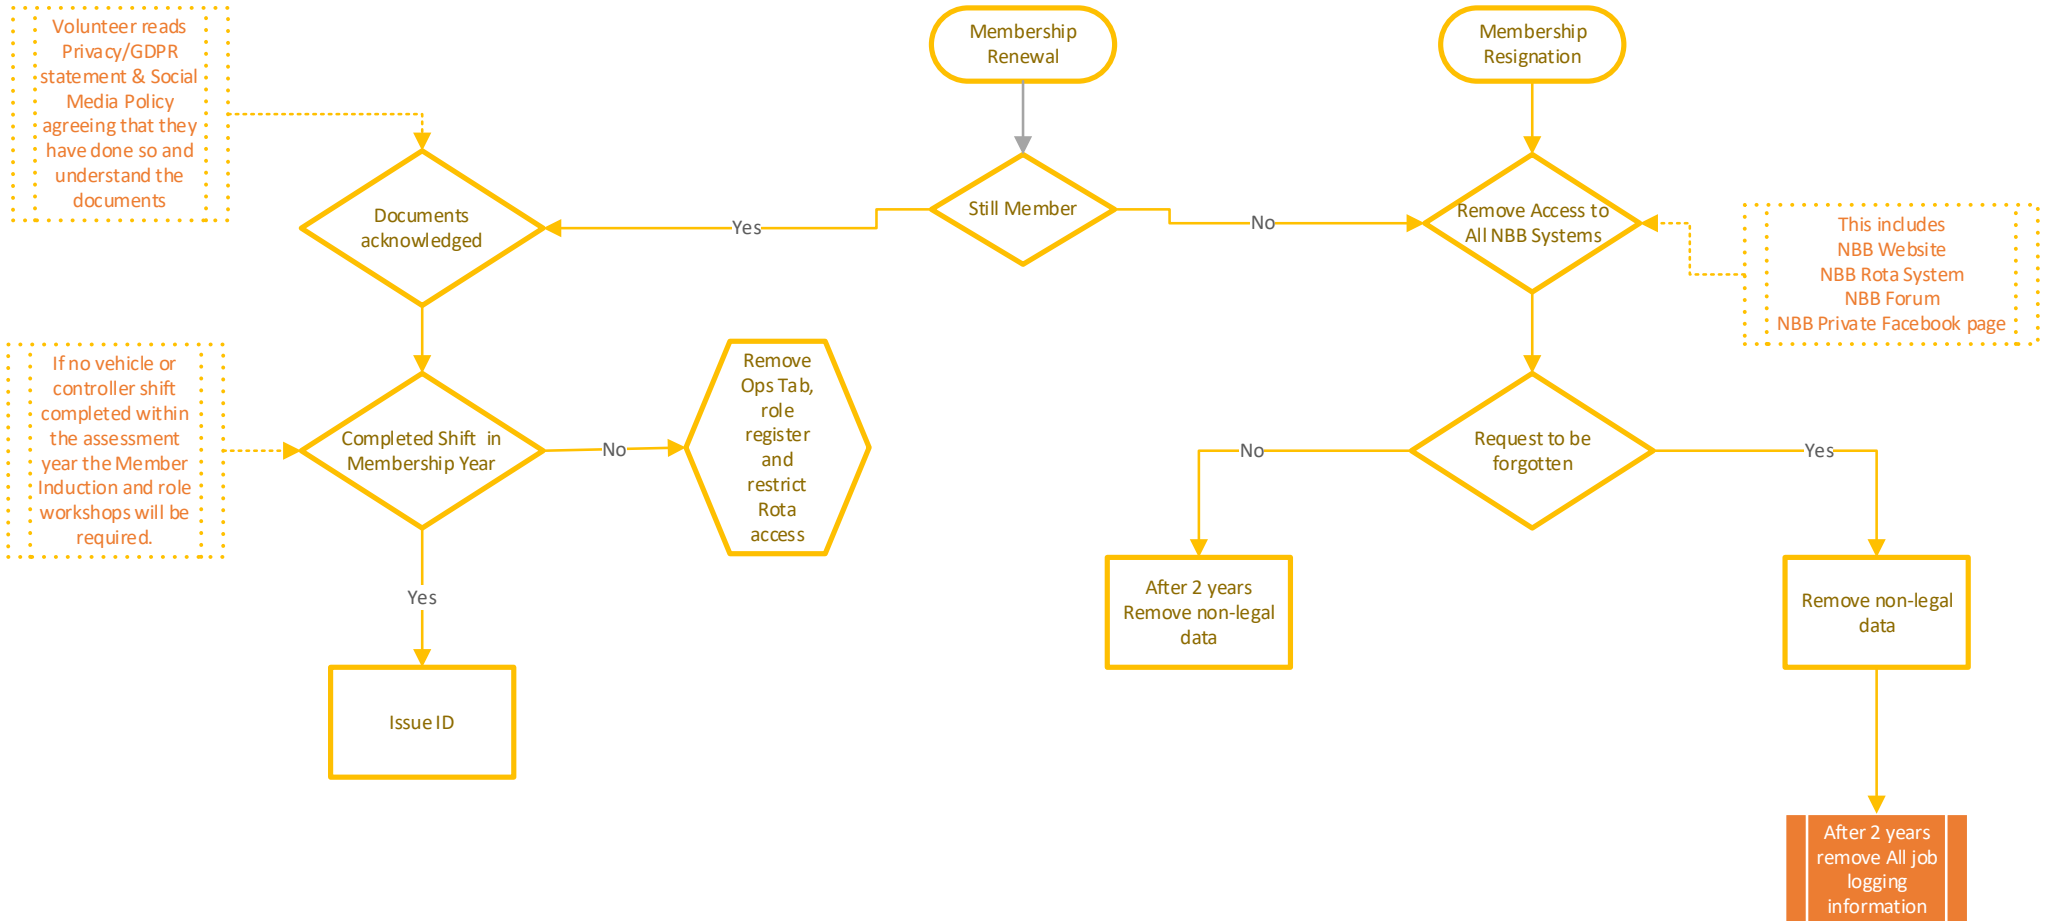 Volunteer reads
Privacy/GDPR
statement & Social
Media Policy
agreeing that they
have done so and
understand the
documents
Membership
Renewal
Membership
Resignation
Documents
acknowledged
Yes
Still Member
No
Remove Access to
All NBB Systems
This includes
NBB Website
NBB Rota System
NBB Forum
NBB Private Facebook page
If no vehicle or
controller shift
completed within
the assessment
year the Member
Induction and role
workshops will be
required.
Completed Shift in
Membership Year
No
Remove
Ops Tab,
role
register
and
restrict
Rota
access
No
Request to be
forgotten
Yes
Yes
After 2 years
Remove non-legal
data
Remove non-legal
data
Issue ID
After 2 years
remove All job
logging
information